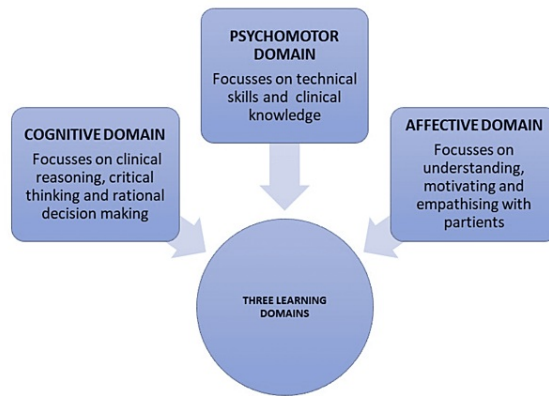 COGNITIVE DOMAIN
Focusses on clinical
reasoning, critical
thinking and rational
decision making
PSYCHOMOTOR
DOMAIN
Focusses on technical
skills and clinical
knowledge
AFFECTIVE DOMAIN
Focusses on
understanding,
motivating and
empathising with
partients
THREE LEARNING
DOMAINS